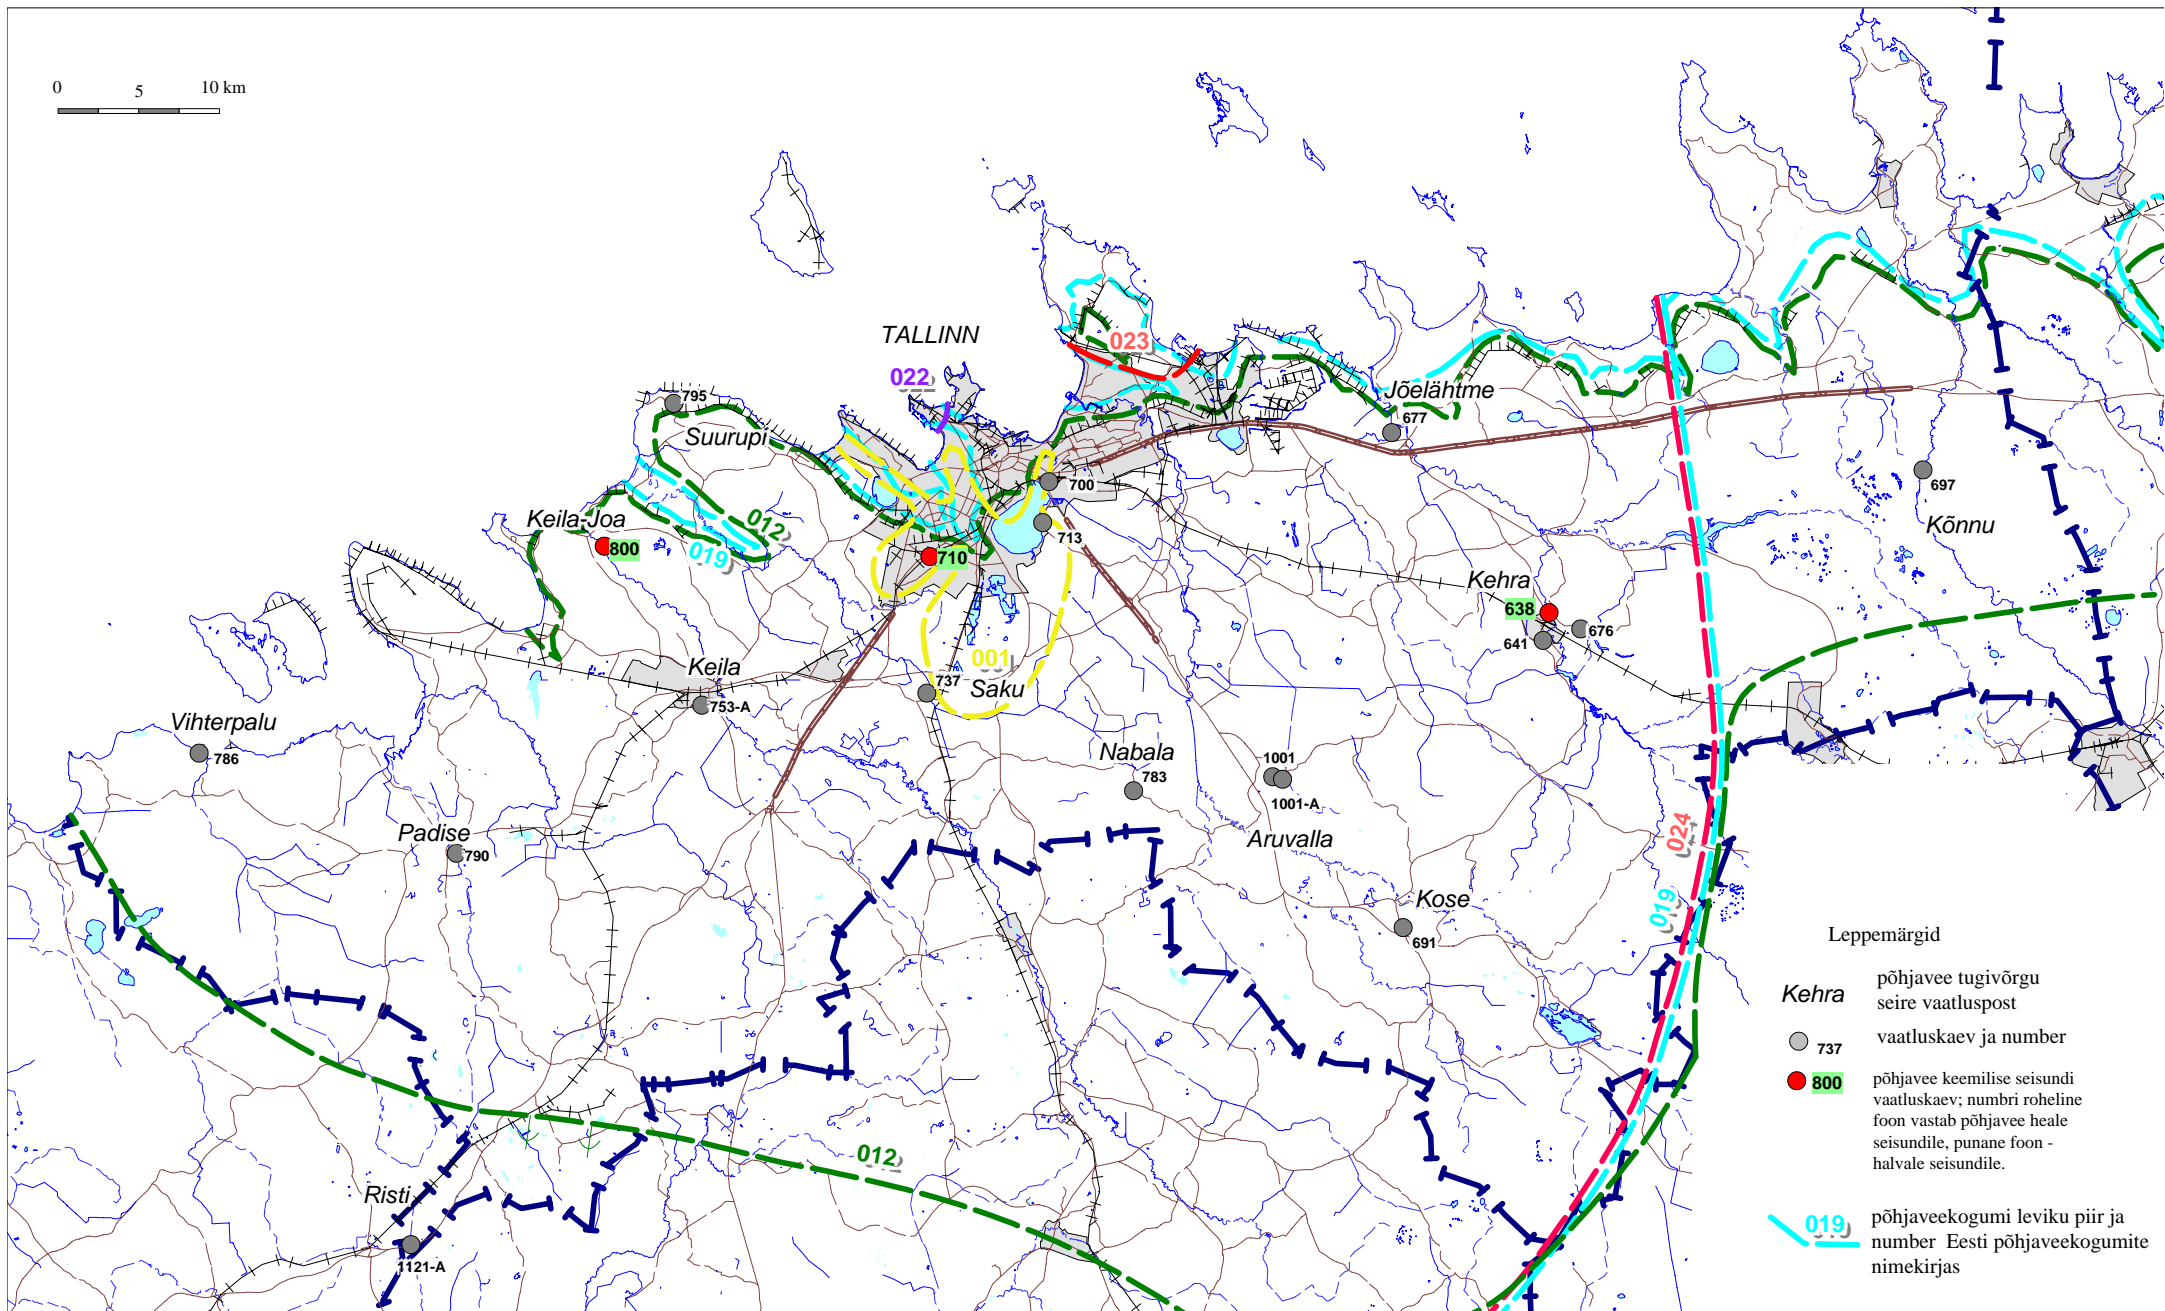 0 5 10 km
TALLINN
023
022
795
Suurupi
Jõelähtme
677
700
697
Kõnnu
Keila-Joa
800
012
019
710
713
Kehra
638
676
641
001
737
Saku
Keila
753-A
Vihterpalu
786
Nabala
783
1001
1001-A
Aruvalla
Padise
790
024
019
Kose
691
012
Risti
1121-A
Leppemärgid
Kehra
põhjavee tugivõrgu
seire vaatluspost
737
vaatluskaev ja number
800
põhjavee keemilise seisundi
vaatluskaev; numbri roheline
foon vastab põhjavee heale
seisundile, punane foon -
halvale seisundile.
019
põhjaveekogumi leviku piir ja
number Eesti põhjaveekogumite
nimekirjas